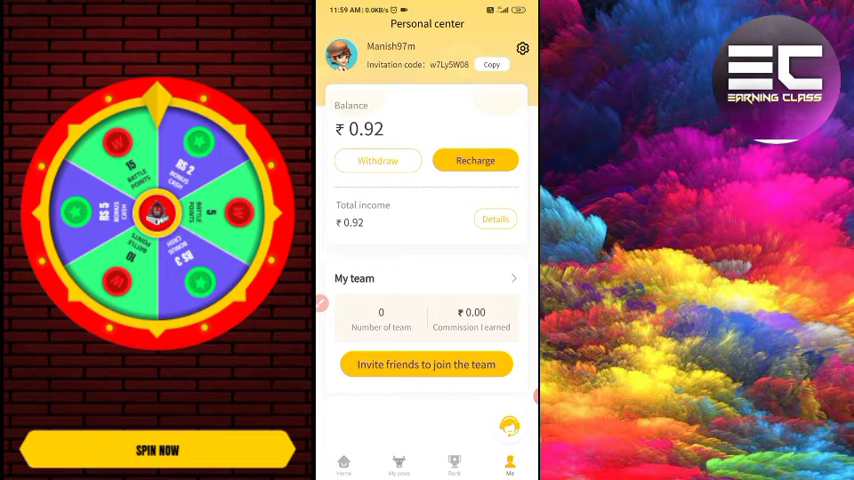 15
BATTLE
POINTS
RS 2
BONUS
CASH
5
BATTLE
POINTS
RS 3
BONUS
CASH
10
BATTLE
POINTS
RS 5
BONUS
CASH
SPIN NOW
11:59 AM | 0.0KB/s
Personal center
Manish97m
Invitation code: w7Ly5W08 Copy
Balance
₹ 0.92
Withdraw Recharge
Total income
₹ 0.92
Details
My team
0 ₹ 0.00
Number of team Commission I earned
Invite friends to join the team
Home My cows Rank Me
EC
EARNING CLASS